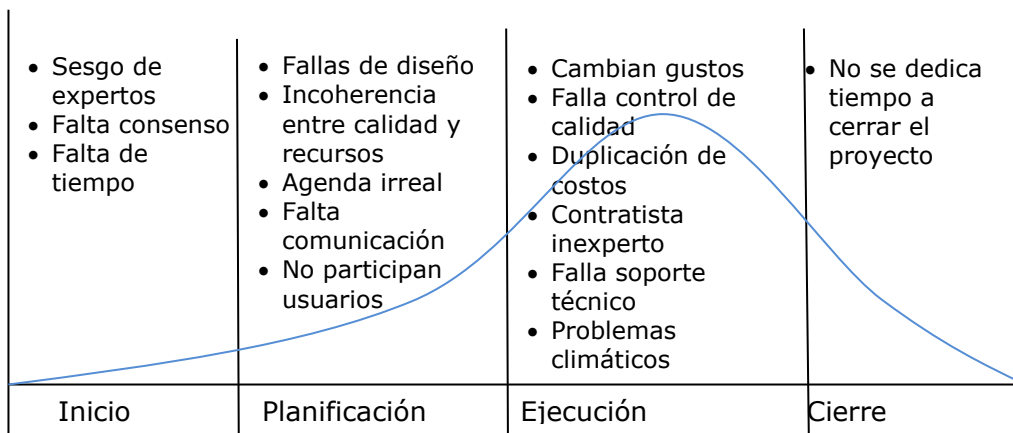 • Sesgo de
expertos
• Falta consenso
• Falta de
tiempo
• Fallas de diseño
• Incoherencia
entre calidad y
recursos
• Agenda irreal
• Falta
comunicación
• No participan
usuarios
• Cambian gustos
• Falla control de
calidad
• Duplicación de
costos
• Contratista
inexperto
• Falla soporte
técnico
• Problemas
climáticos
• No se dedica
tiempo a
cerrar el
proyecto
Inicio
Planificación
Ejecución
Cierre